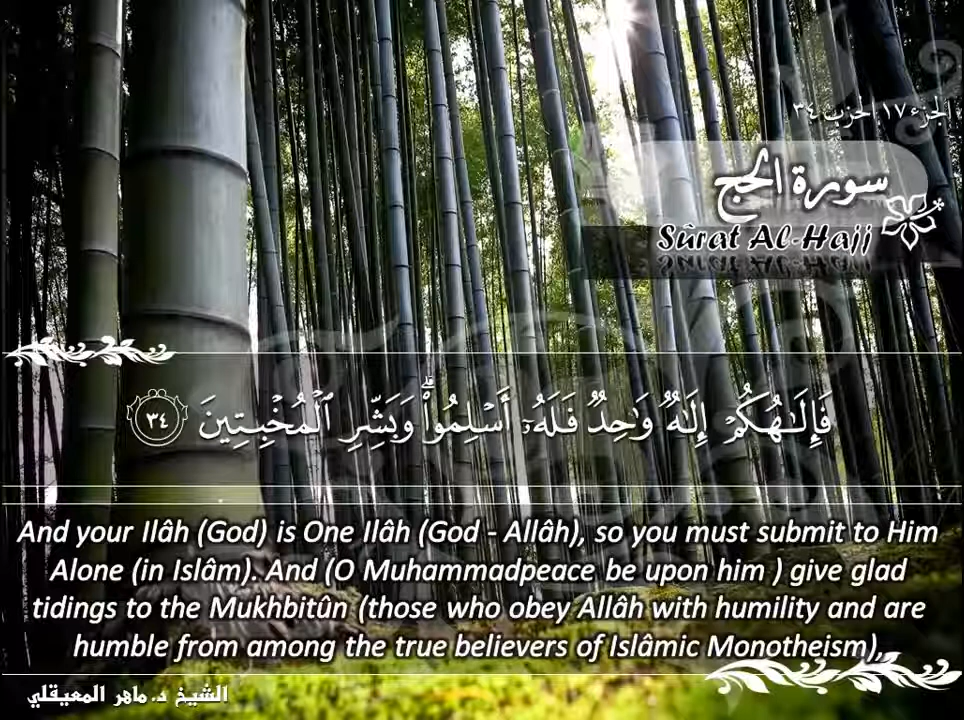 الجزء ١٧ الحزب ٣٤
سورة الحج
Sûrat Al-Hajj
فَإِلَـٰهُكُمْ إِلَـٰهٌ وَٰحِدٌ فَلَهُۥٓ أَسْلِمُوا۟ ۗ وَبَشِّرِ ٱلْمُخْبِتِينَ ٣٤
And your Ilâh (God) is One Ilâh (God - Allâh), so you must submit to Him
Alone (in Islâm). And (O Muhammadpeace be upon him ) give glad
tidings to the Mukhbitûn (those who obey Allâh with humility and are
humble from among the true believers of Islâmic Monotheism),
الشيخ د. ماهر المعيقلي